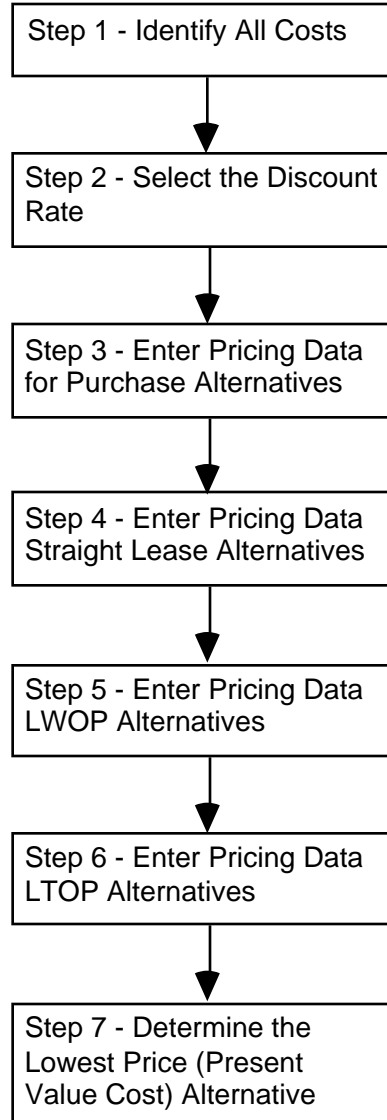 Step 1 - Identify All Costs
Step 2 - Select the Discount
Rate
Step 3 - Enter Pricing Data
for Purchase Alternatives
Step 4 - Enter Pricing Data
Straight Lease Alternatives
Step 5 - Enter Pricing Data
LWOP Alternatives
Step 6 - Enter Pricing Data
LTOP Alternatives
Step 7 - Determine the
Lowest Price (Present
Value Cost) Alternative